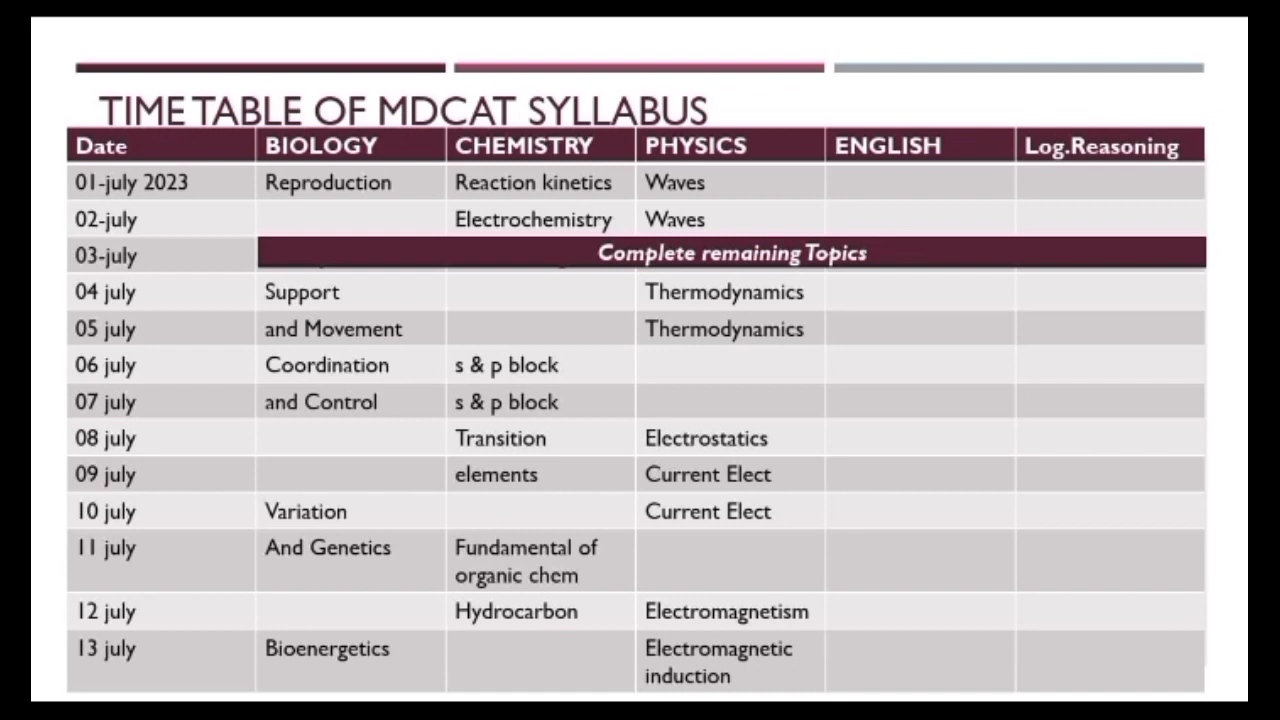 TIME TABLE OF MDCAT SYLLABUS
Date BIOLOGY CHEMISTRY PHYSICS ENGLISH Log.Reasoning
01-july 2023 Reproduction Reaction kinetics Waves
02-july Electrochemistry Waves
03-july Complete remaining Topics
04 july Support Thermodynamics
05 july and Movement Thermodynamics
06 july Coordination s & p block
07 july and Control s & p block
08 july Transition Electrostatics
09 july elements Current Elect
10 july Variation Current Elect
11 july And Genetics Fundamental of
organic chem
12 july Hydrocarbon Electromagnetism
13 july Bioenergetics Electromagnetic
induction